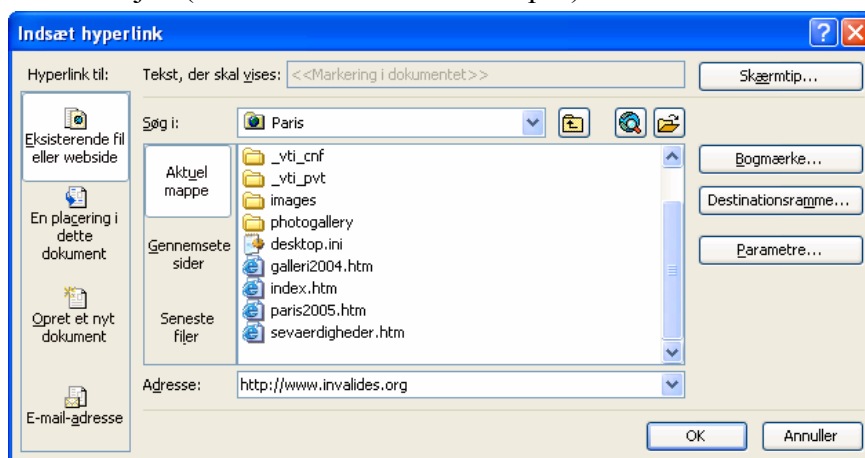 Indsæt hyperlink
Hyperlink til:
Tekst, der skal vises: <<Markering i dokumentet>>
Skærmtip...
Eksisterende fil
eller webside
En placering i
dette
dokument
Opret et nyt
dokument
E-mail-adresse
Søg i:
Paris
Aktuel
mappe
Gennemsete
sider
Seneste
filer
_vti_cnf
_vti_pvt
images
photogallery
desktop.ini
galleri2004.htm
index.htm
paris2005.htm
sevaerdigheder.htm
Bogmærke...
Destinationsramme...
Parametre...
Adresse:
http://www.invalides.org
OK
Annuller